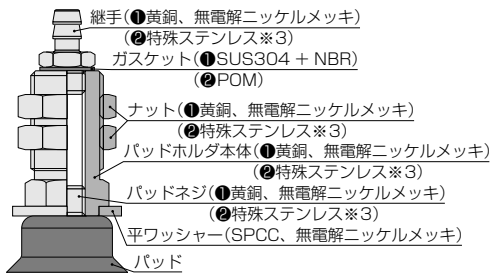 継手(❶黄銅、無電解ニッケルメッキ)
(❷特殊ステンレス※3)
ガスケット(❶SUS304 + NBR)
(❷POM)
ナット(❶黄銅、無電解ニッケルメッキ)
(❷特殊ステンレス※3)
パッドホルダ本体(❶黄銅、無電解ニッケルメッキ)
(❷特殊ステンレス※3)
パッドネジ(❶黄銅、無電解ニッケルメッキ)
(❷特殊ステンレス※3)
平ワッシャー(SPCC、無電解ニッケルメッキ)
パッド